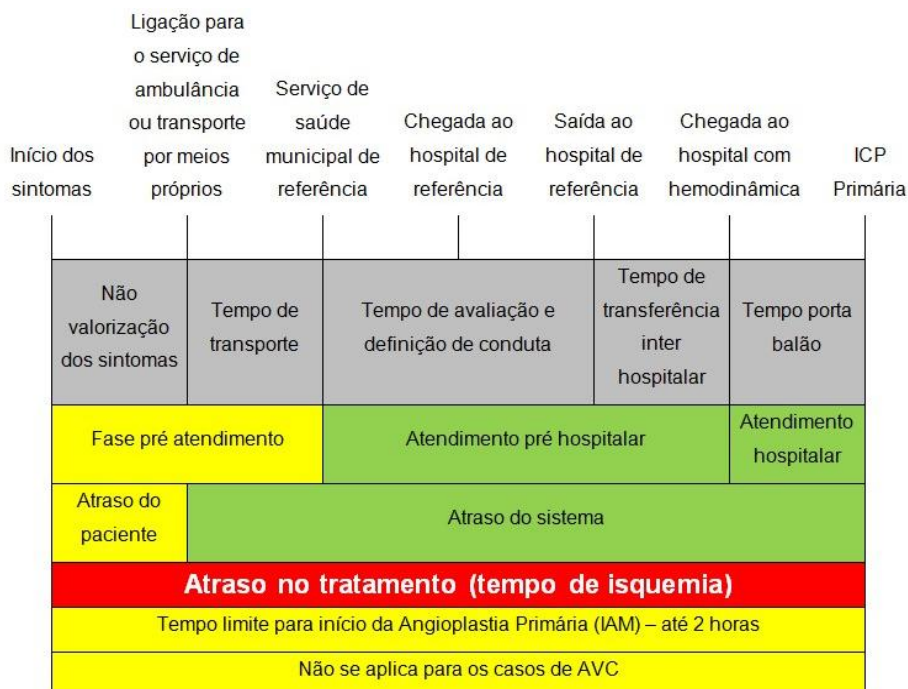 Início dos
sintomas
Ligação para
o serviço de
ambulância
ou transporte
por meios
próprios
Serviço de
saúde
municipal de
referência
Chegada ao
hospital de
referência
Saída ao
hospital de
referência
Chegada ao
hospital com
hemodinâmica
ICP
Primária
Não
valorização
dos sintomas
Tempo de
transporte
Tempo de avaliação e
definição de conduta
Tempo de
transferência
inter
hospitalar
Tempo porta
balão
Fase pré atendimento
Atendimento pré hospitalar
Atendimento
hospitalar
Atraso do
paciente
Atraso do sistema
Atraso no tratamento (tempo de isquemia)
Tempo limite para início da Angioplastia Primária (IAM) – até 2 horas
Não se aplica para os casos de AVC